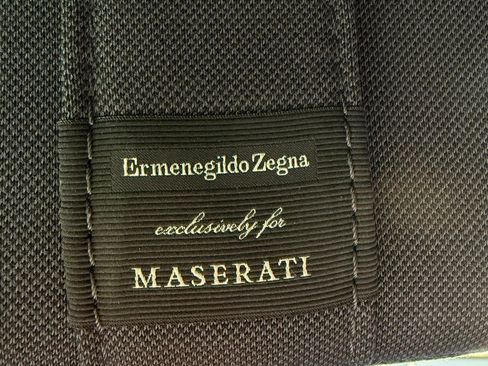 Ermenegildo Zegna
exclusively for
MASERATI